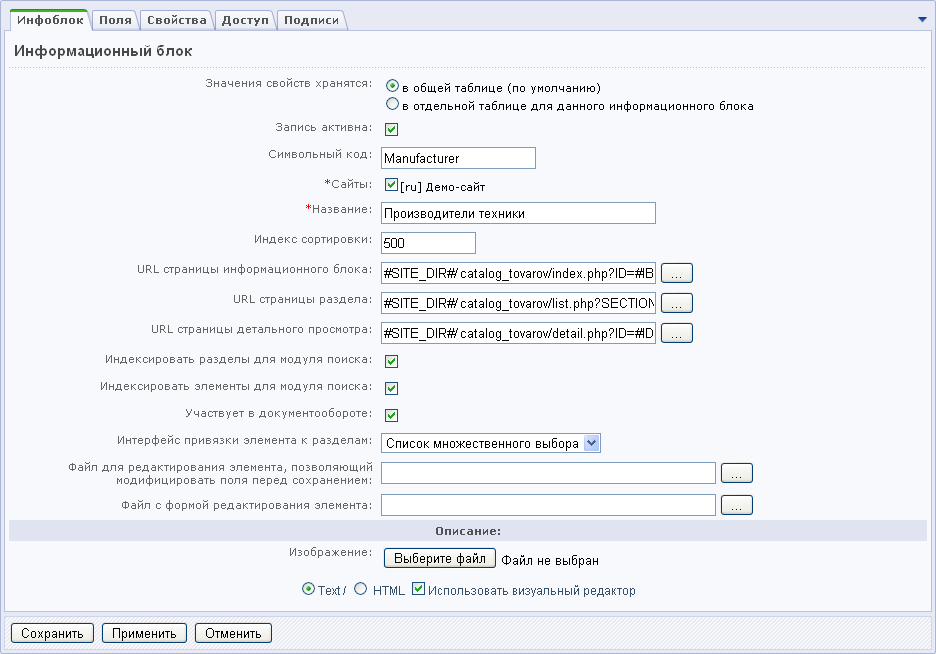 Инфоблок Поля Свойства Доступ Подписи
Информационный блок
Значения свойств хранятся: в общей таблице (по умолчанию)
в отдельной таблице для данного информационного блока
Запись активна:
Символьный код: Manufacturer
*Сайты: [ru] Демо-сайт
*Название: Производители техники
Индекс сортировки: 500
URL страницы информационного блока: #SITE_DIR#/catalog_tovarov/index.php?ID=#IB ...
URL страницы раздела: #SITE_DIR#/catalog_tovarov/list.php?SECTION ...
URL страницы детального просмотра: #SITE_DIR#/catalog_tovarov/detail.php?ID=#ID ...
Индексировать разделы для модуля поиска:
Индексировать элементы для модуля поиска:
Участвует в документообороте:
Интерфейс привязки элемента к разделам: Список множественного выбора
Файл для редактирования элемента, позволяющий
модифицировать поля перед сохранением: ...
Файл с формой редактирования элемента: ...
Описание:
Изображение: Выберите файл Файл не выбран
Text / HTML Использовать визуальный редактор
Сохранить Применить Отменить